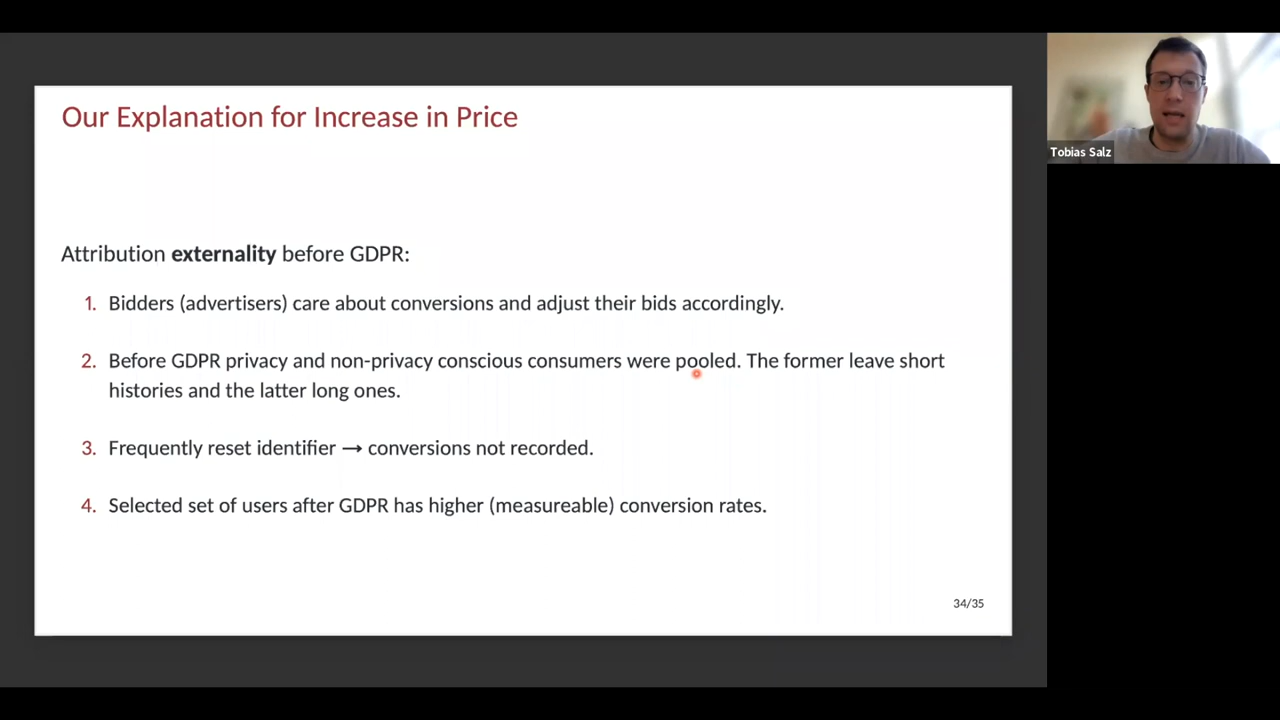 Our Explanation for Increase in Price
Tobias Salz
Attribution externality before GDPR:
1. Bidders (advertisers) care about conversions and adjust their bids accordingly.
2. Before GDPR privacy and non-privacy conscious consumers were pooled. The former leave short
histories and the latter long ones.
3. Frequently reset identifier → conversions not recorded.
4. Selected set of users after GDPR has higher (measureable) conversion rates.
34/35